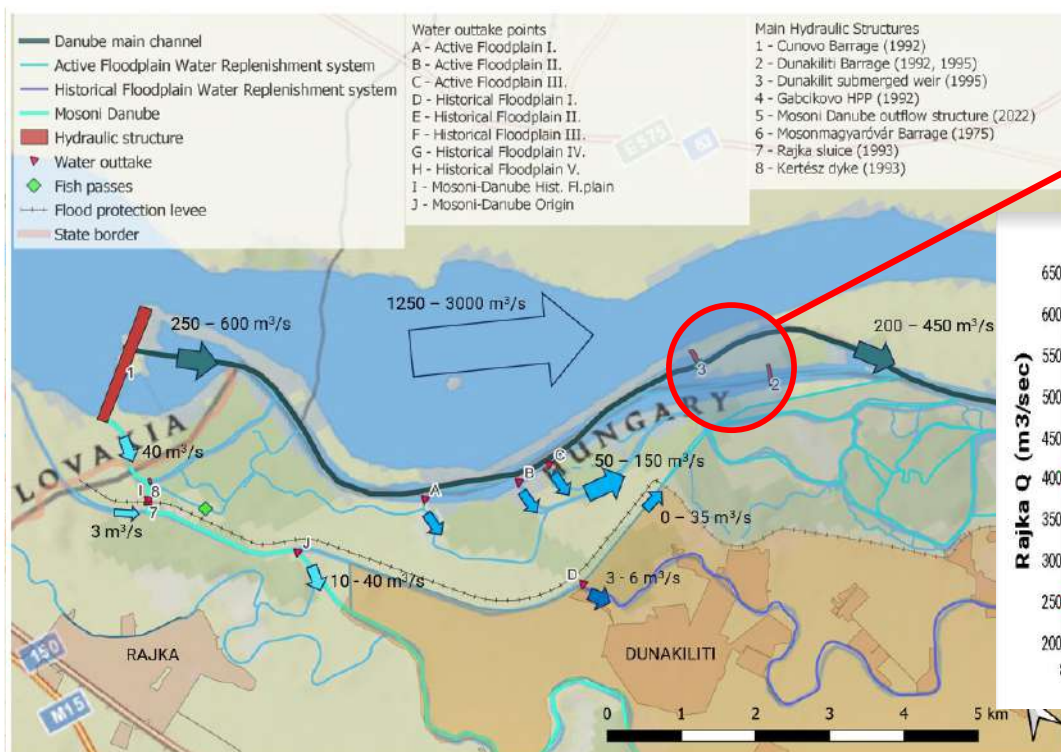 Danube main channel
Active Floodplain Water Replenishment system
Historical Floodplain Water Replenishment system
Mosoni Danube
Hydraulic structure
Water outtake
Fish passes
Flood protection levee
State border
Water outtake points
A - Active Floodplain I.
B - Active Floodplain II.
C - Active Floodplain III.
D - Historical Floodplain I.
E - Historical Floodplain II.
F - Historical Floodplain III.
G - Historical Floodplain IV.
H - Historical Floodplain V.
I - Mosoni-Danube Hist. Fl.plain
J - Mosoni-Danube Origin
Main Hydraulic Structures
1 - Cunovo Barrage (1992)
2 - Dunakiliti Barrage (1992, 1995)
3 - Dunakilit submerged weir (1995)
4 - Gabcikovo HPP (1992)
5 - Mosoni Danube outflow structure (2022)
6 - Mosonmagyaróvár Barrage (1975)
7 - Rajka sluice (1993)
8 - Kertész dyke (1993)
E575
63
250 – 600 m³/s
1250 – 3000 m³/s
200 – 450 m³/s
1
3
2
LOVAKIA
HUNGARY
40 m³/s
I
8
7
3 m³/s
A
B
C
50 – 150 m³/s
0 – 35 m³/s
J
10 - 40 m³/s
D
3 - 6 m³/s
RAJKA
DUNAKILITI
150
M15
0 1 2 3 4 5 km
Rajka Q (m3/sec)
650
600
550
500
450
400
350
300
250
200